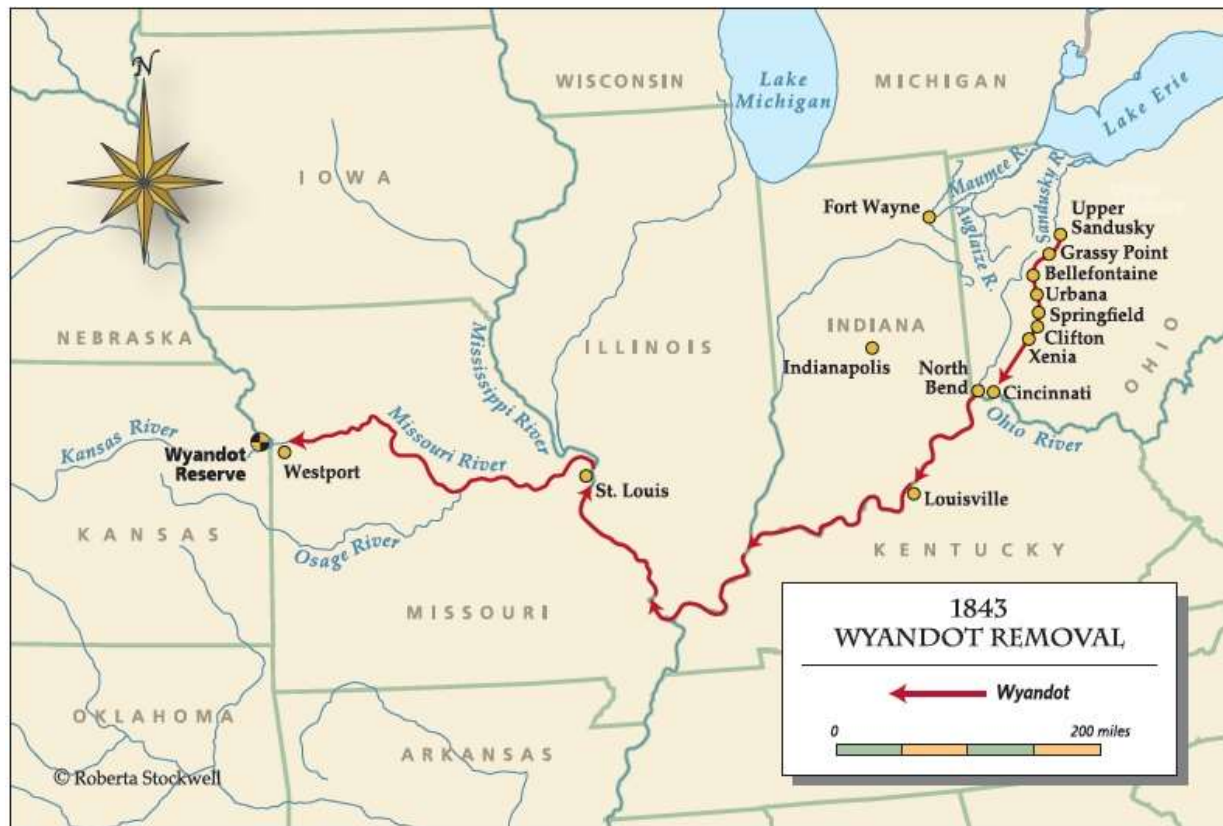 N
WISCONSIN
Lake
Michigan
MICHIGAN
Lake Erie
IOWA
Maumee R.
Sandusky R.
Auglaize R.
Fort Wayne
Upper
Sandusky
Grassy Point
Bellefontaine
Urbana
Springfield
Clifton
Xenia
OHIO
NEBRASKA
Mississippi River
ILLINOIS
INDIANA
Indianapolis
North
Bend
Cincinnati
Ohio River
Kansas River
Wyandot
Reserve
Westport
Missouri River
St. Louis
Louisville
KANSAS
Osage River
KENTUCKY
MISSOURI
OKLAHOMA
ARKANSAS
© Roberta Stockwell
1843
WYANDOT REMOVAL
Wyandot
0 200 miles